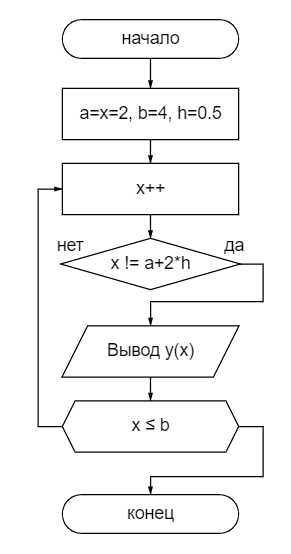 начало
a=x=2, b=4, h=0.5
x++
нет
да
x != a+2*h
Вывод y(x)
x ≤ b
конец